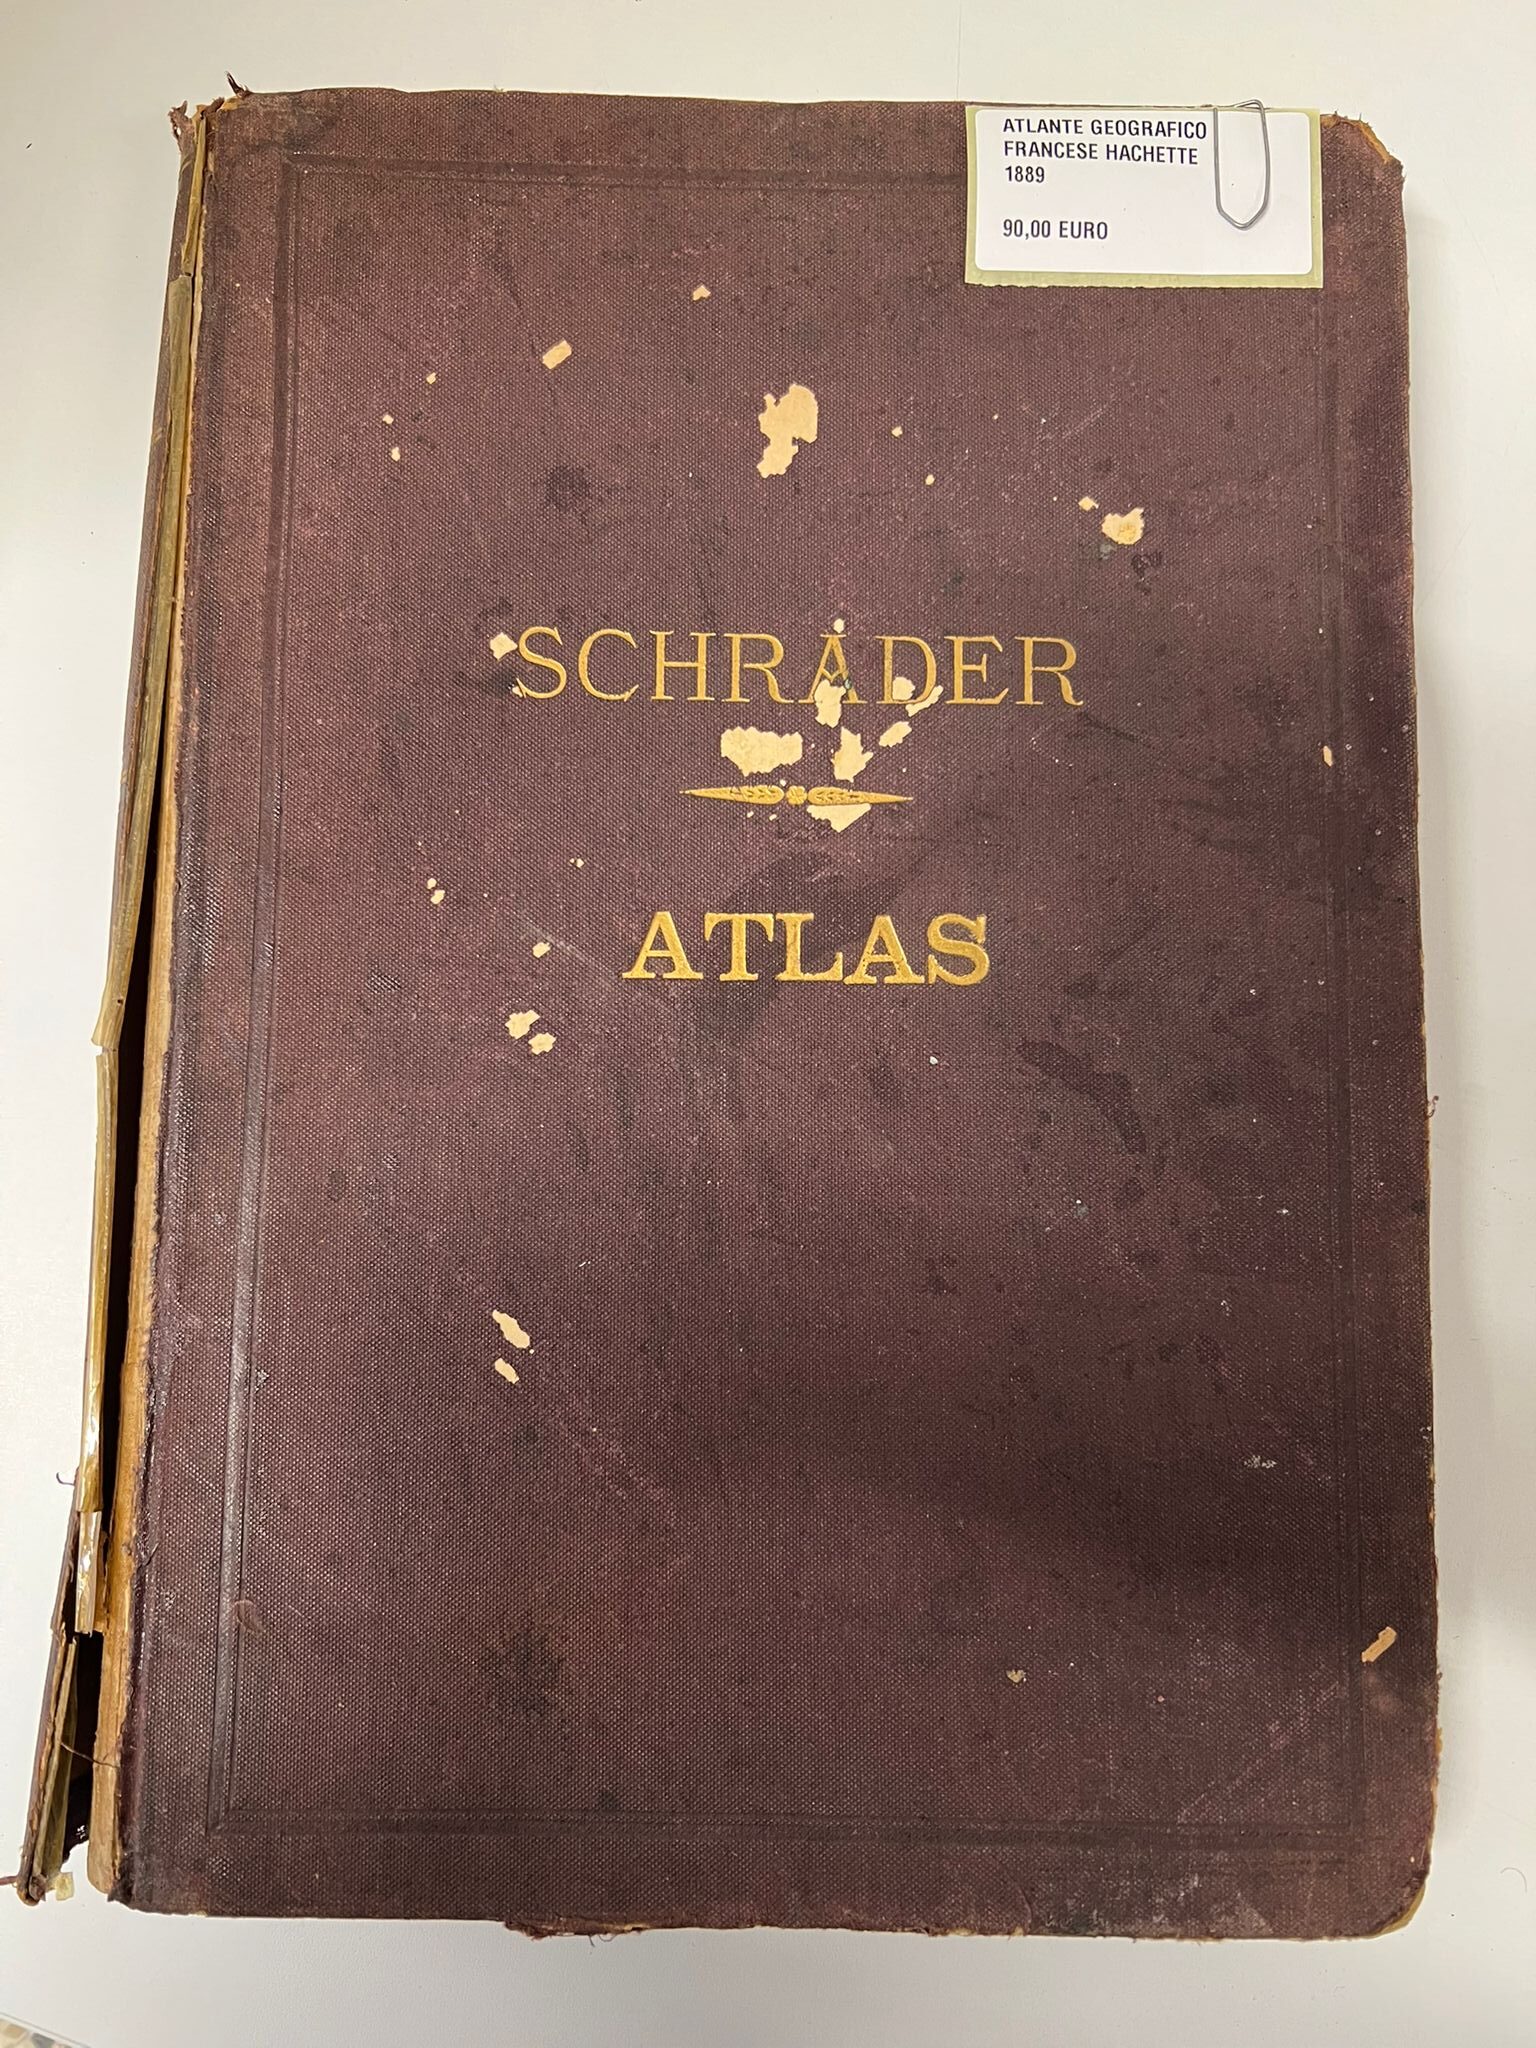 ATLANTE GEOGRAFICO
FRANCESE HACHETTE
1889
90,00 EURO
SCHRADER
ATLAS